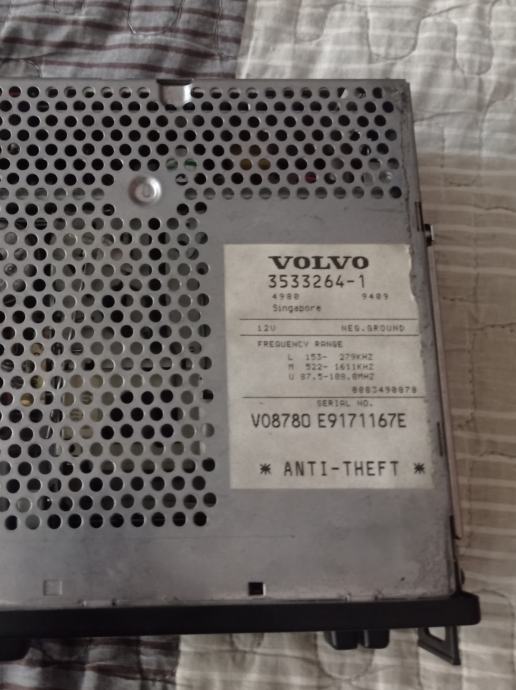 VOLVO
3533264-1
4900 9409
Singapore
12V NEG.GROUND
FREQUENCY RANGE
L 153- 279KHZ
M 522- 1611KHZ
U 87.5-108.0MHZ
SERIAL NO.
V08780 E9171167E
* ANTI-THEFT *